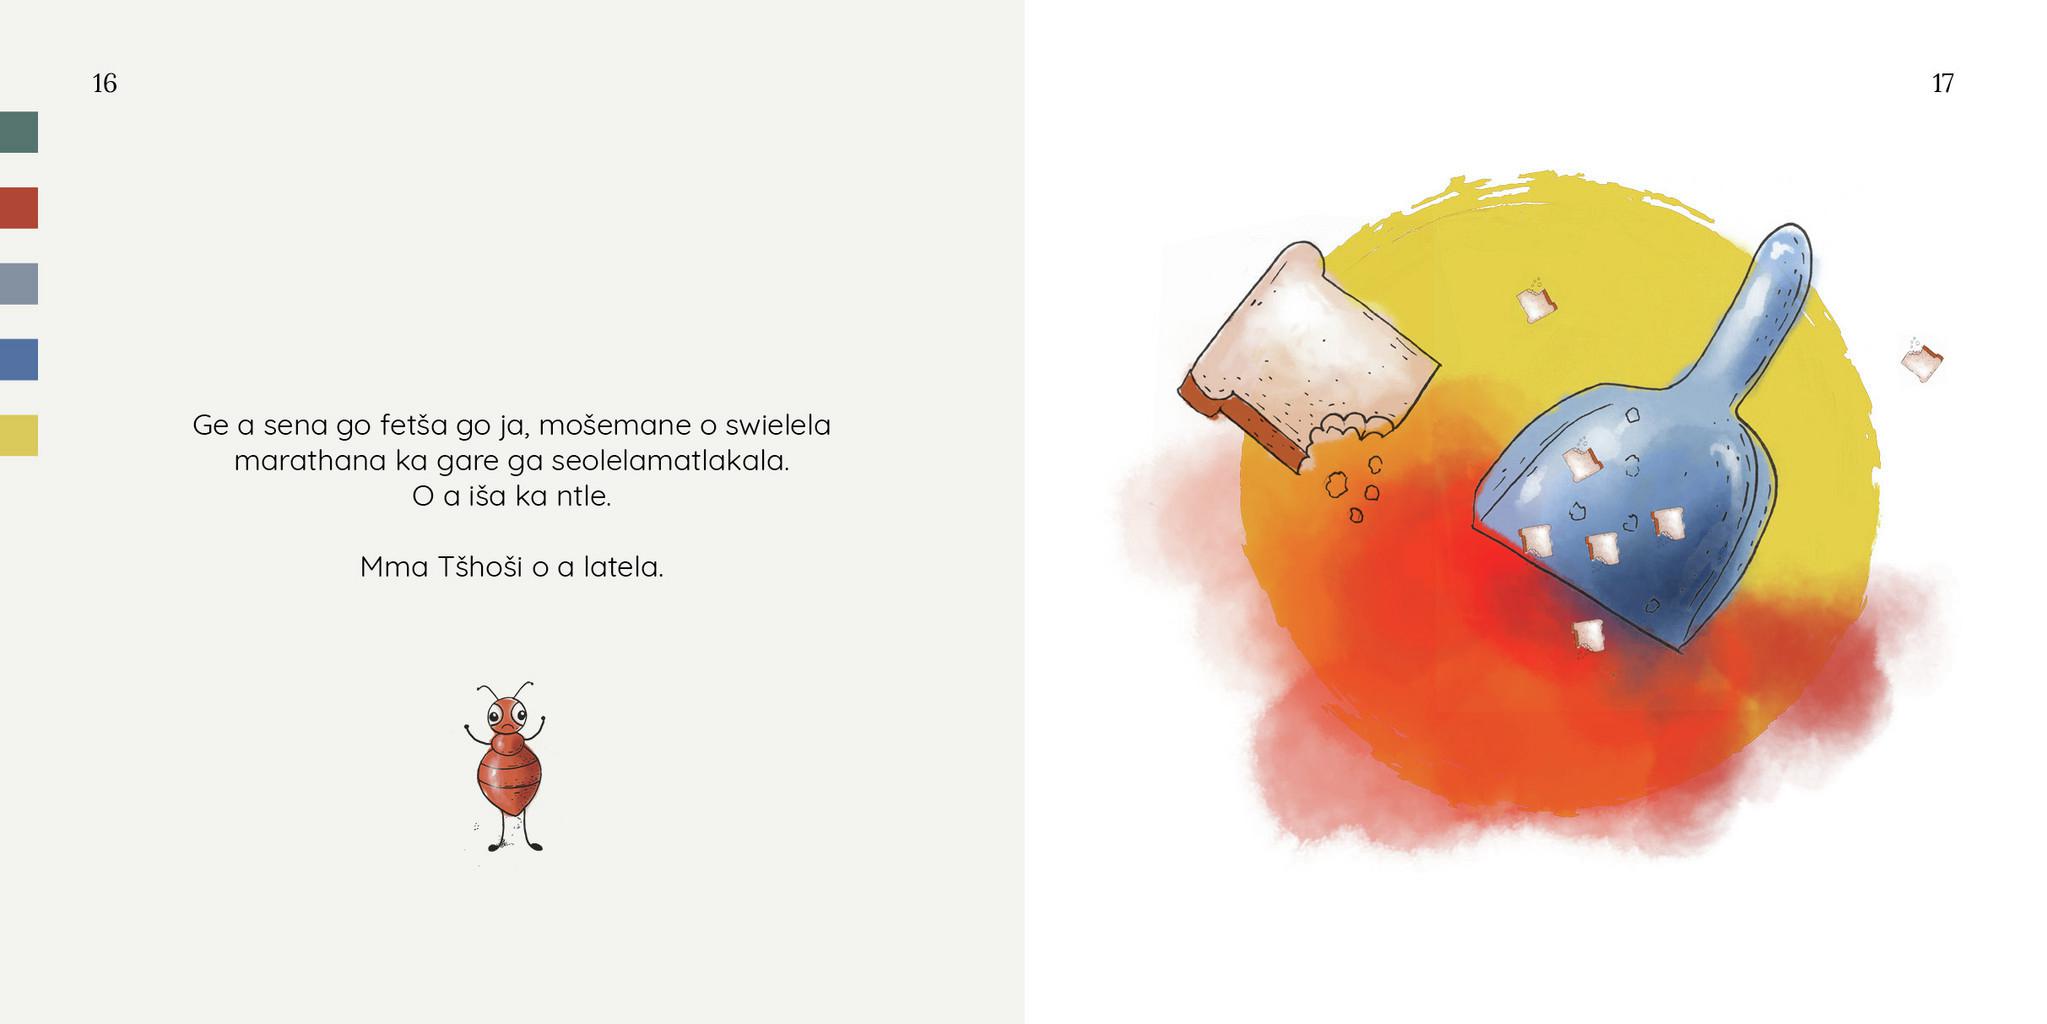 16
Ge a sena go fetša go ja, mošemane o swielela
marathana ka gare ga seolelamatlakala.
O a iša ka ntle.
Mma Tšhoši o a latela.
17